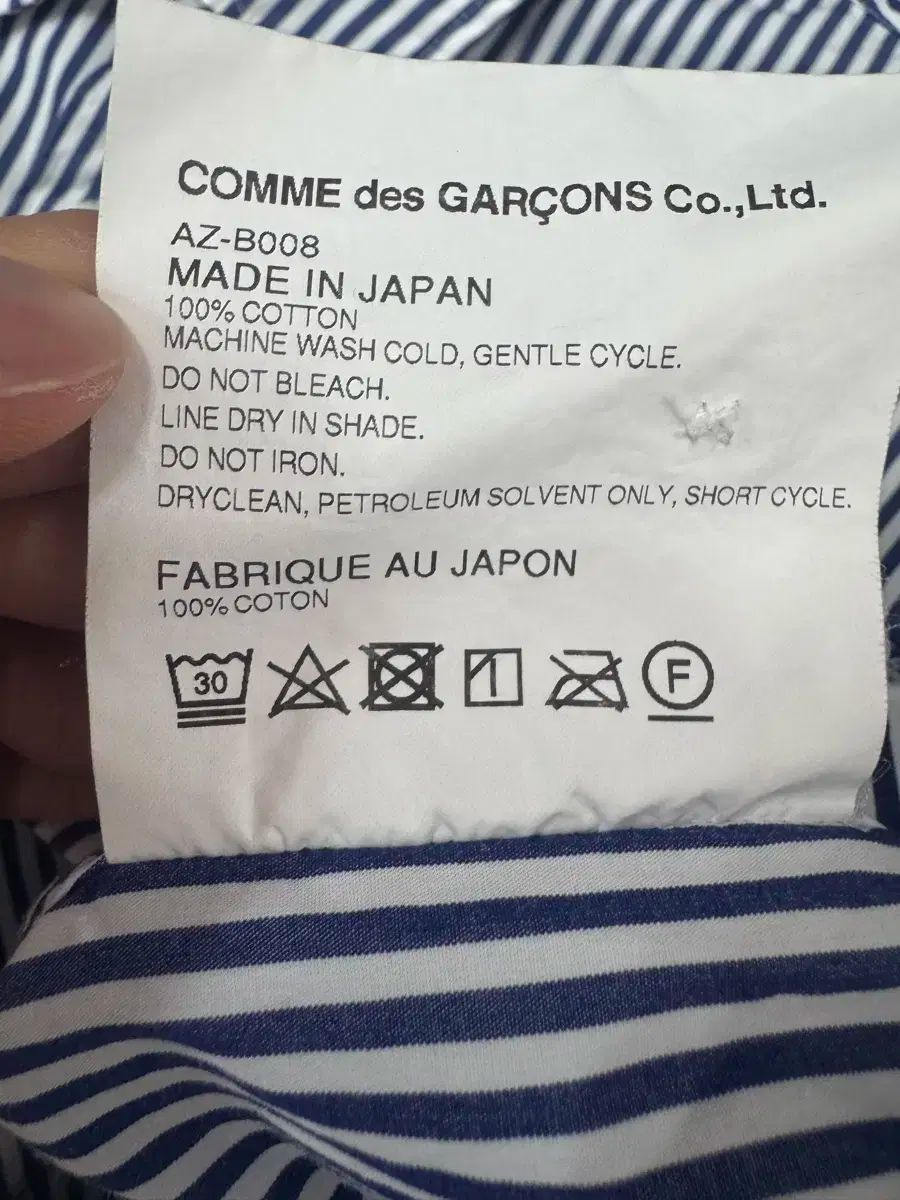 COMME des GARÇONS Co.,Ltd.
AZ-B008
MADE IN JAPAN
100% COTTON
MACHINE WASH COLD, GENTLE CYCLE.
DO NOT BLEACH.
LINE DRY IN SHADE.
DO NOT IRON.
DRYCLEAN, PETROLEUM SOLVENT ONLY, SHORT CYCLE.
FABRIQUE AU JAPON
100% COTON
30 F